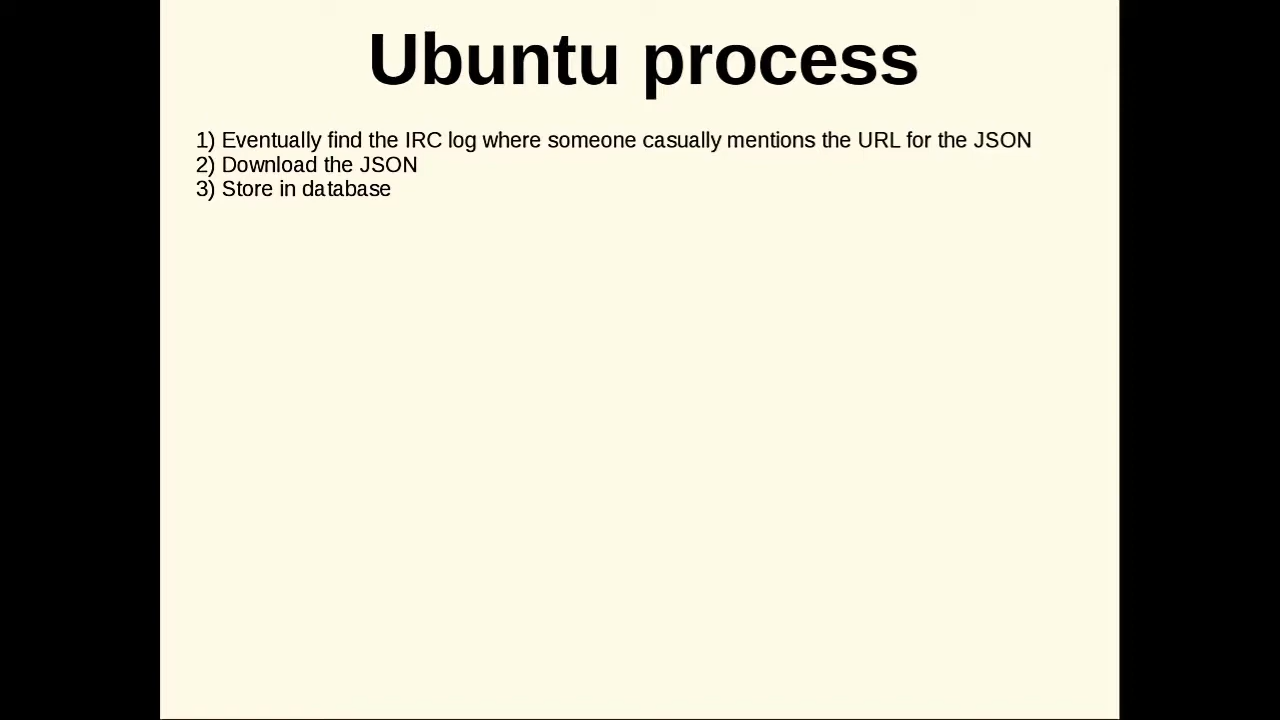 Ubuntu process
1) Eventually find the IRC log where someone casually mentions the URL for the JSON
2) Download the JSON
3) Store in database